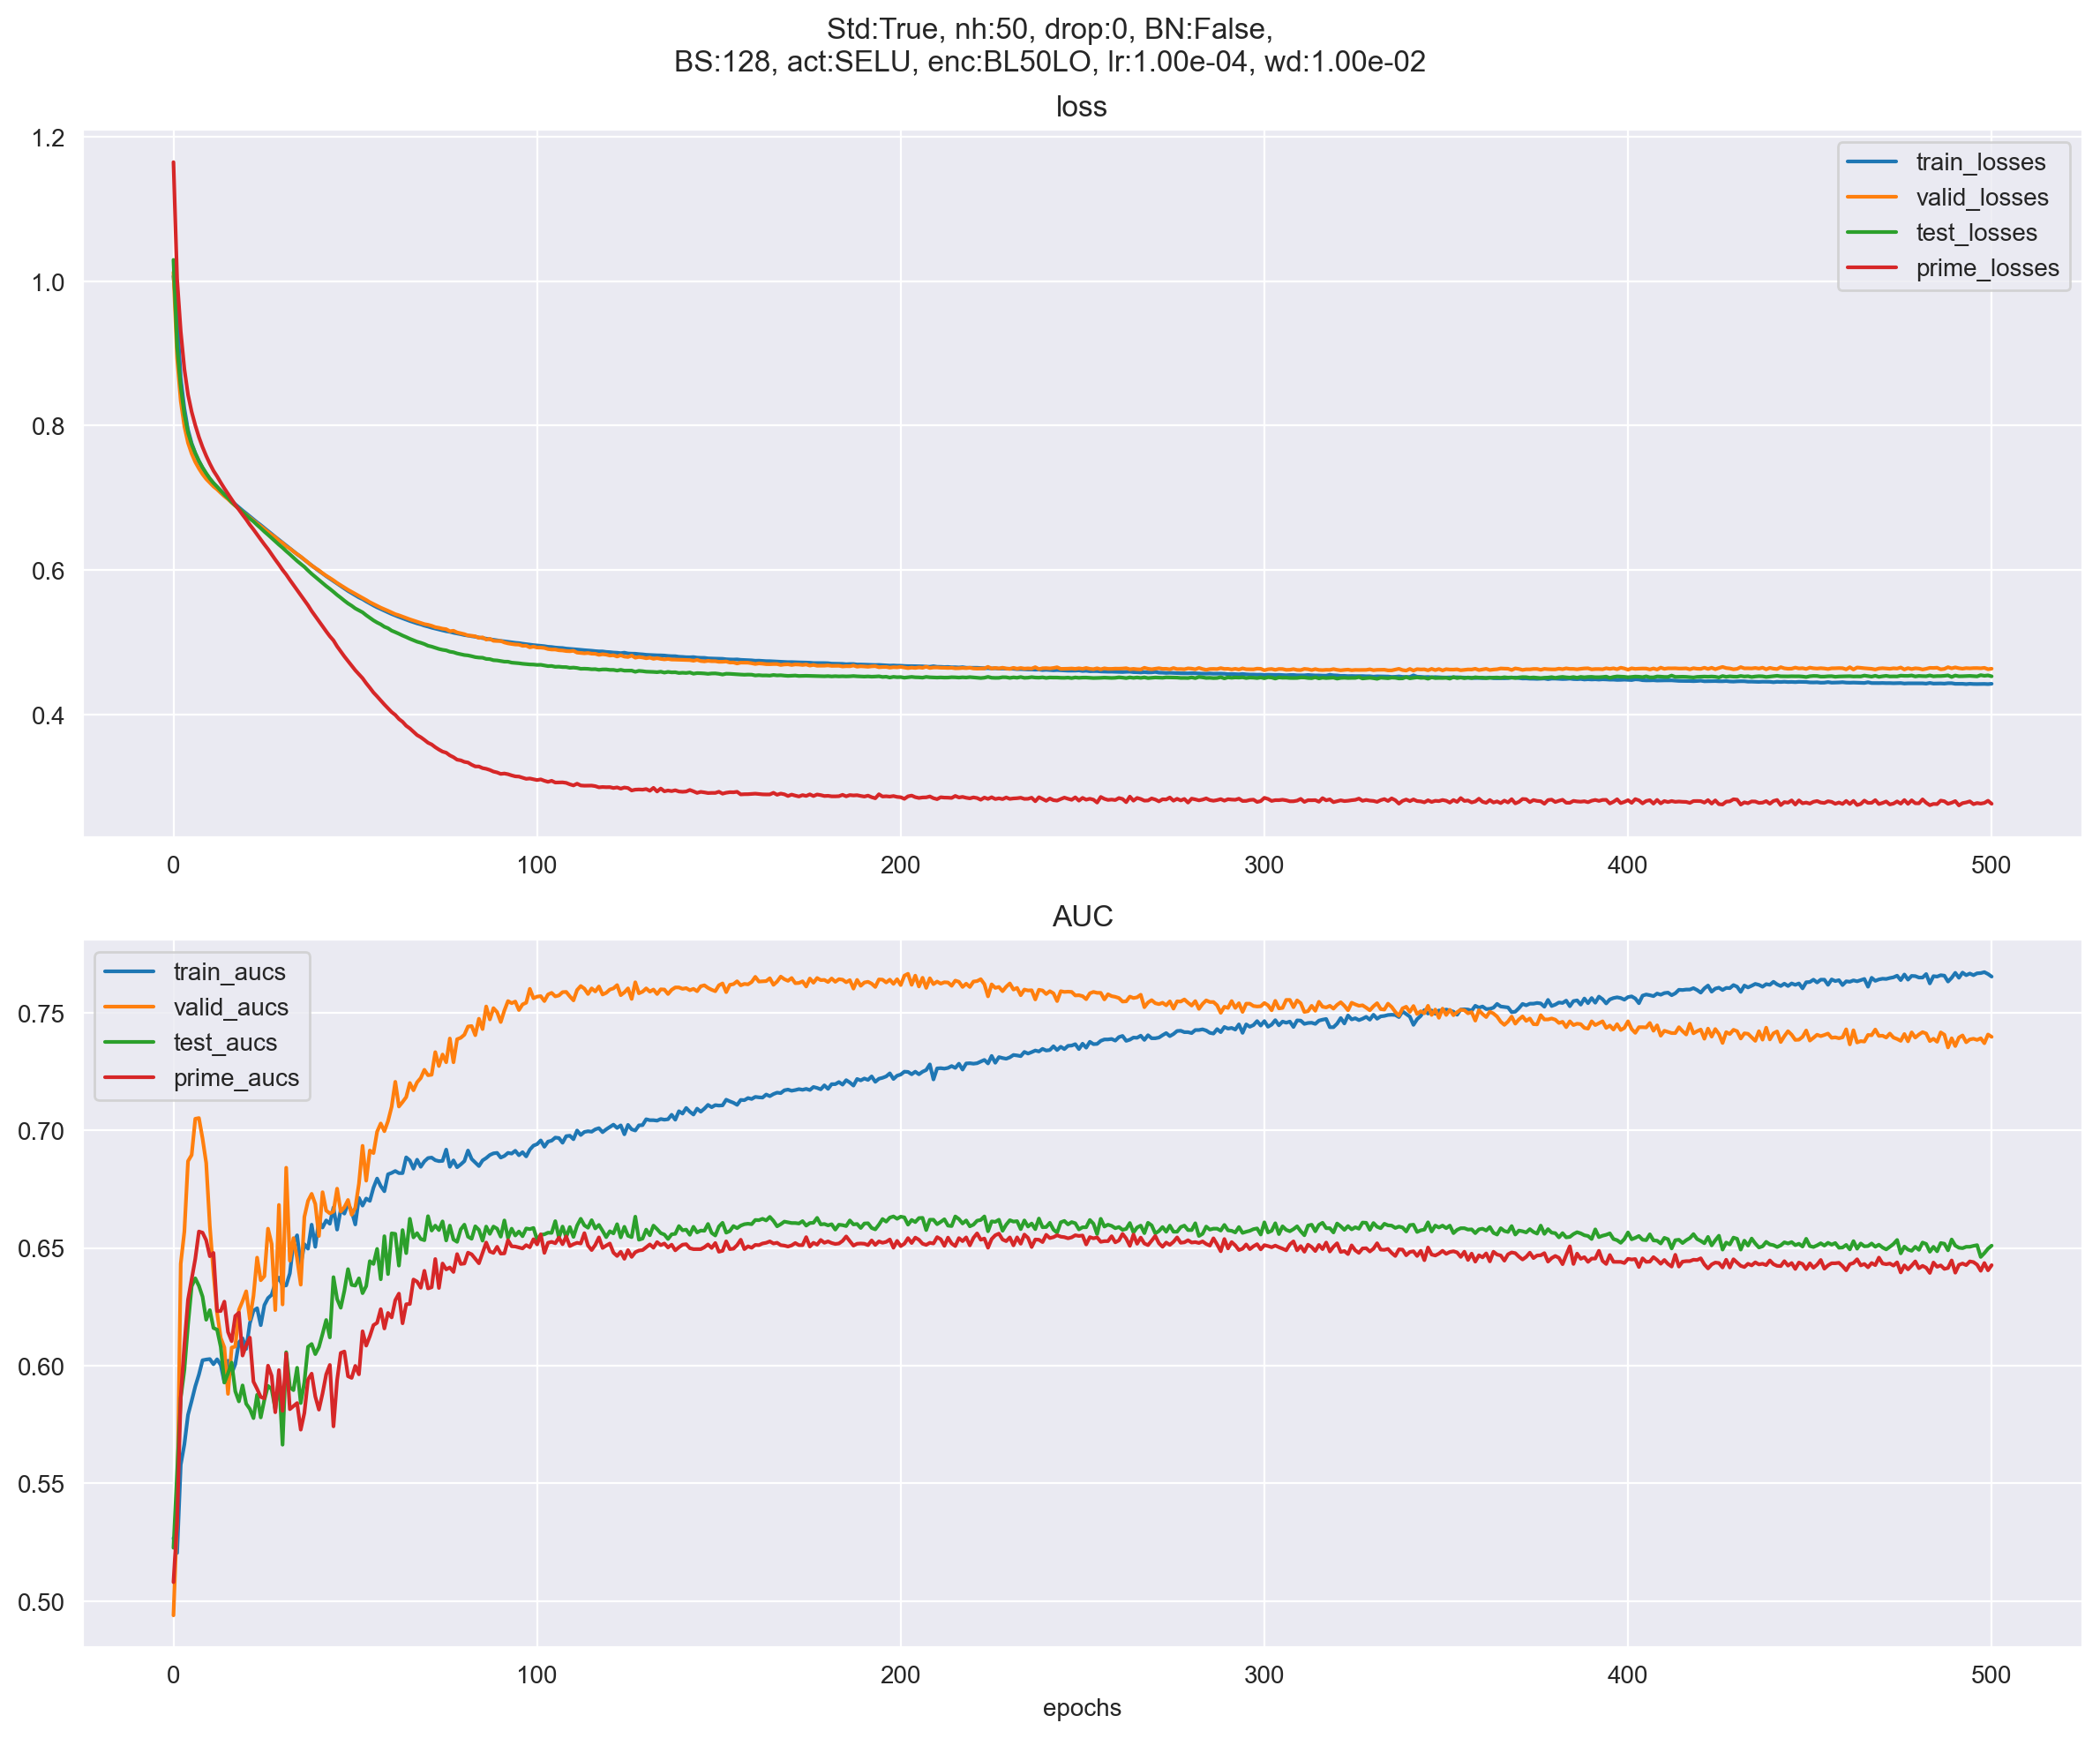 Std:True, nh:50, drop:0, BN:False,
BS:128, act:SELU, enc:BL50LO, lr:1.00e-04, wd:1.00e-02
loss
1.2
1.0
0.8
0.6
0.4
train_losses
valid_losses
test_losses
prime_losses
0 100 200 300 400 500
AUC
0.75
0.70
0.65
0.60
0.55
0.50
train_aucs
valid_aucs
test_aucs
prime_aucs
0 100 200 300 400 500
epochs